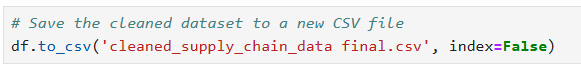 # Save the cleaned dataset to a new CSV file
df.to_csv('cleaned_supply_chain_data final.csv', index=False)